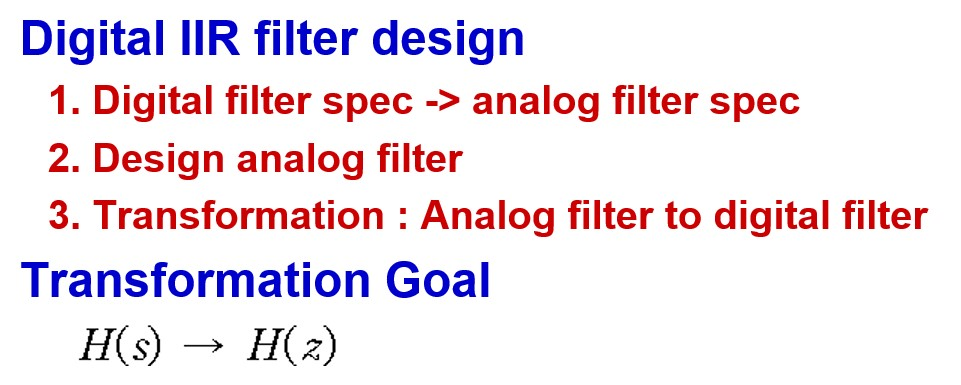 Digital IIR filter design
1. Digital filter spec -> analog filter spec
2. Design analog filter
3. Transformation : Analog filter to digital filter
Transformation Goal
H(s) → H(z)